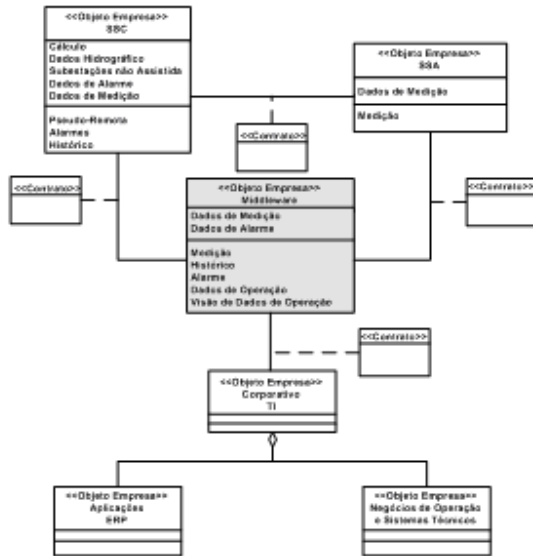 <<Objeto Empresa>>
SSC
Cálculo
Dados Hidrográfico
Subestações não Assistida
Dados de Alarme
Dados de Medição
Pseudo-Remota
Alarmes
Histórico
<<Objeto Empresa>>
SSA
Dados de Medição
Medição
<<Contrato>>
<<Contrato>>
<<Contrato>>
<<Objeto Empresa>>
Middleware
Dados de Medição
Dados de Alarme
Medição
Histórico
Alarme
Dados de Operação
Visão de Dados de Operação
<<Contrato>>
<<Objeto Empresa>>
Corporativo
TI
<<Objeto Empresa>>
Aplicações
ERP
<<Objeto Empresa>>
Negócios de Operação
e Sistemas Técnicos